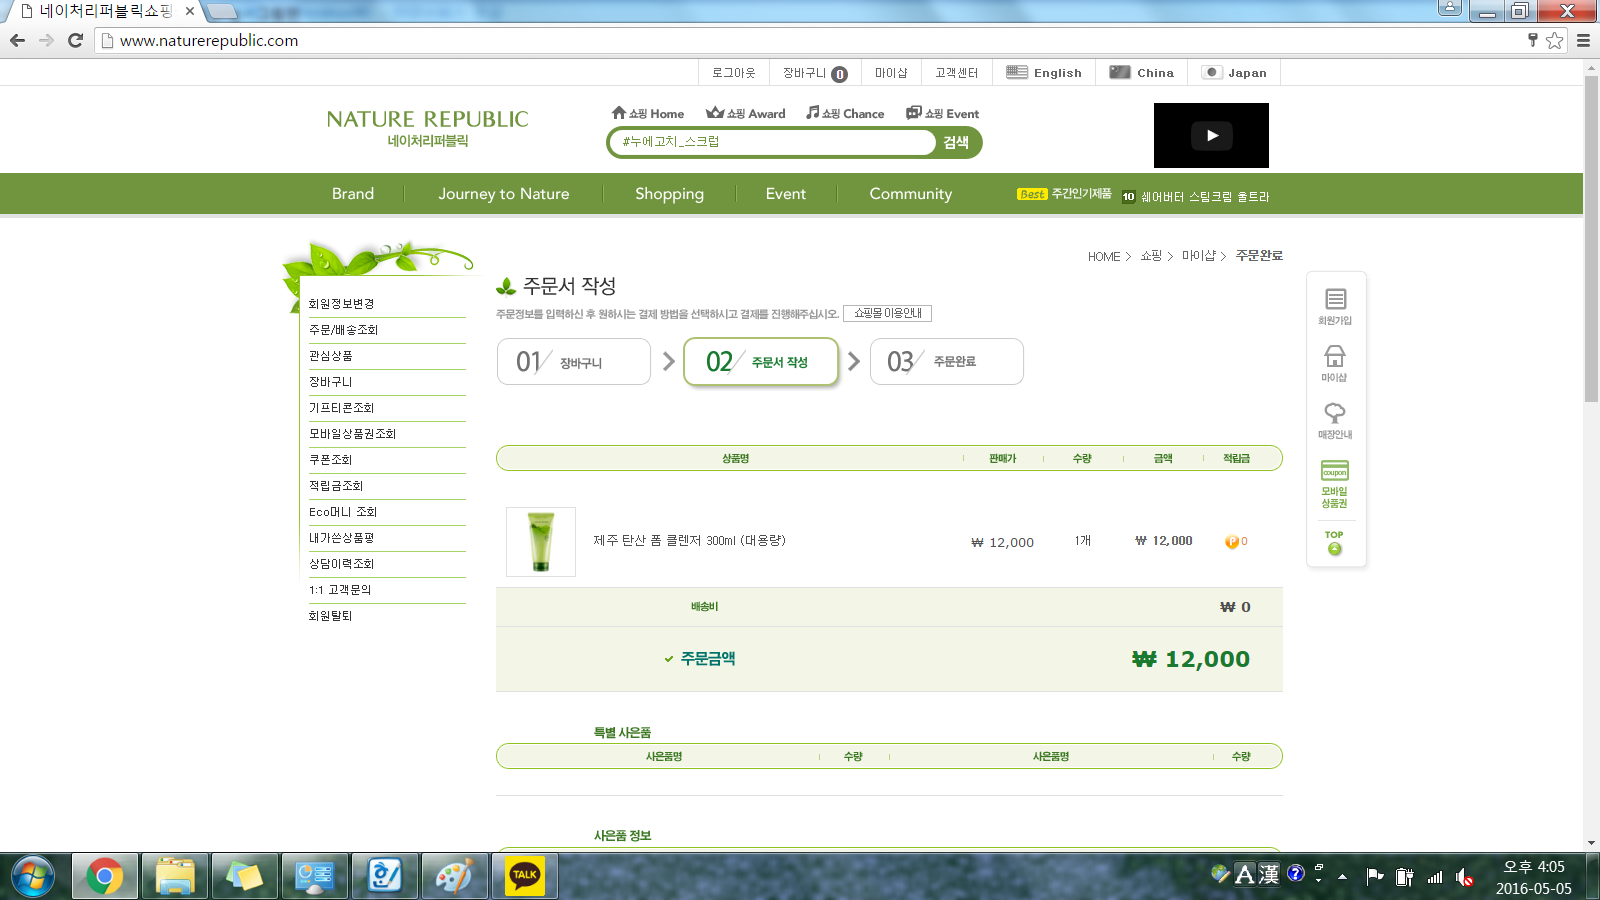 네이처리퍼블릭쇼핑
www.naturerepublic.com
로그아웃 장바구니 0 마이샵 고객센터 English China Japan
NATURE REPUBLIC
네이처리퍼블릭
쇼핑 Home 쇼핑 Award 쇼핑 Chance 쇼핑 Event
#누에고치_스크럽 검색
Brand Journey to Nature Shopping Event Community Best 주간인기제품 10 쉐어버터 스팀크림 울트라
HOME > 쇼핑 > 마이샵 > 주문완료
회원정보변경
주문/배송조회
관심상품
장바구니
기프티콘조회
모바일상품권조회
쿠폰조회
적립금조회
Eco머니 조회
내가쓴상품평
상담이력조회
1:1 고객문의
회원탈퇴
주문서 작성
주문정보를 입력하신 후 원하시는 결제 방법을 선택하시고 결제를 진행해주십시오. 쇼핑몰 이용안내
01 장바구니 02 주문서 작성 03 주문완료
상품명 판매가 수량 금액 적립금
제주 탄산 폼 클렌저 300ml (대용량) ₩ 12,000 1개 ₩ 12,000 P 0
배송비 ₩ 0
주문금액 ₩ 12,000
특별 사은품
사은품명 수량 사은품명 수량
사은품 정보
회원가입
마이샵
매장안내
coupon
모바일
상품권
TOP
TALK
A 漢 ?
오후 4:05
2016-05-05